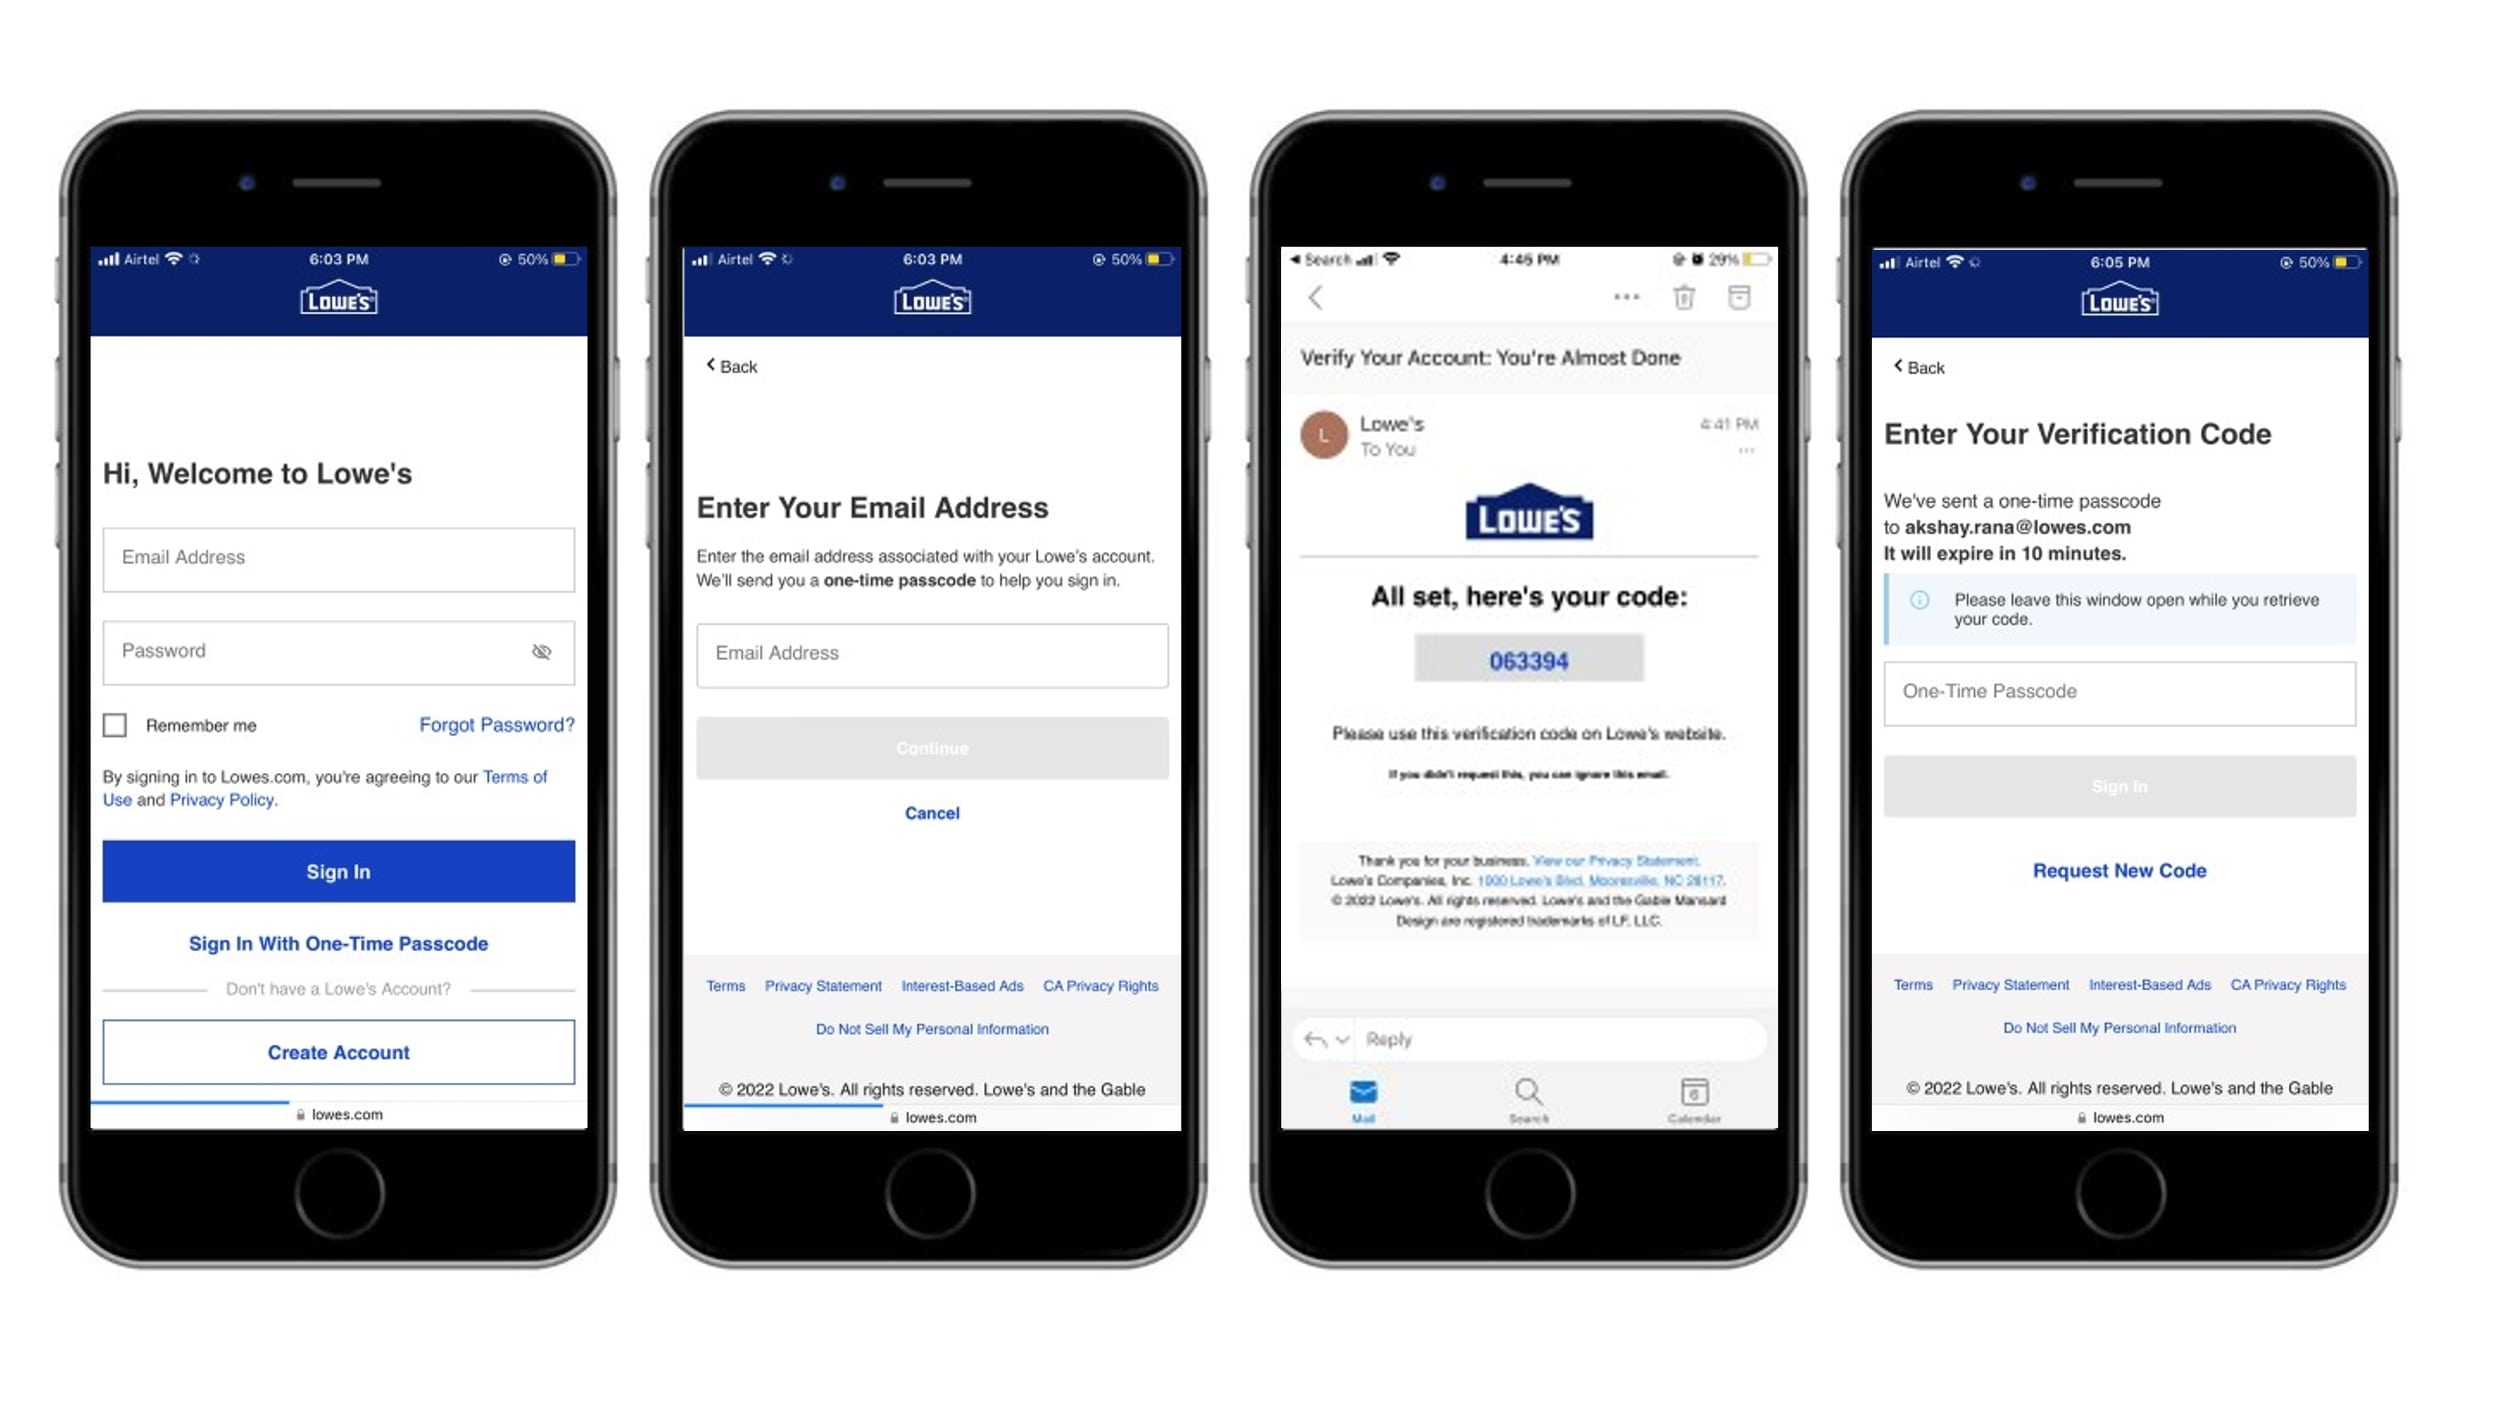 Airtel 6:03 PM 50%
LOWE'S
Hi, Welcome to Lowe's
Email Address
Password
Remember me Forgot Password?
By signing in to Lowes.com, you're agreeing to our Terms of
Use and Privacy Policy.
Sign In
Sign In With One-Time Passcode
Don't have a Lowe's Account?
Create Account
lowes.com
Airtel 6:03 PM 50%
LOWE'S
Back
Enter Your Email Address
Enter the email address associated with your Lowe's account.
We'll send you a one-time passcode to help you sign in.
Email Address
Continue
Cancel
Terms Privacy Statement Interest-Based Ads CA Privacy Rights
Do Not Sell My Personal Information
© 2022 Lowe's. All rights reserved. Lowe's and the Gable
lowes.com
Search 4:45 PM 29%
Verify Your Account: You're Almost Done
L
Lowe's 4:41 PM
To You
LOWE'S
All set, here's your code:
063394
Please use this verification code on Lowe's website.
If you didn't request this, you can ignore this email.
Thank you for your business. View our Privacy Statement.
Lowe's Companies, Inc. 1000 Lowe's Blvd. Mooresville, NC 28117.
© 2022 Lowe's. All rights reserved. Lowe's and the Gable Mansard
Design are registered trademarks of LF, LLC.
Reply
Mail Search Calendar
Airtel 6:05 PM 50%
LOWE'S
Back
Enter Your Verification Code
We've sent a one-time passcode
to akshay.rana@lowes.com
It will expire in 10 minutes.
Please leave this window open while you retrieve
your code.
One-Time Passcode
Sign In
Request New Code
Terms Privacy Statement Interest-Based Ads CA Privacy Rights
Do Not Sell My Personal Information
© 2022 Lowe's. All rights reserved. Lowe's and the Gable
lowes.com